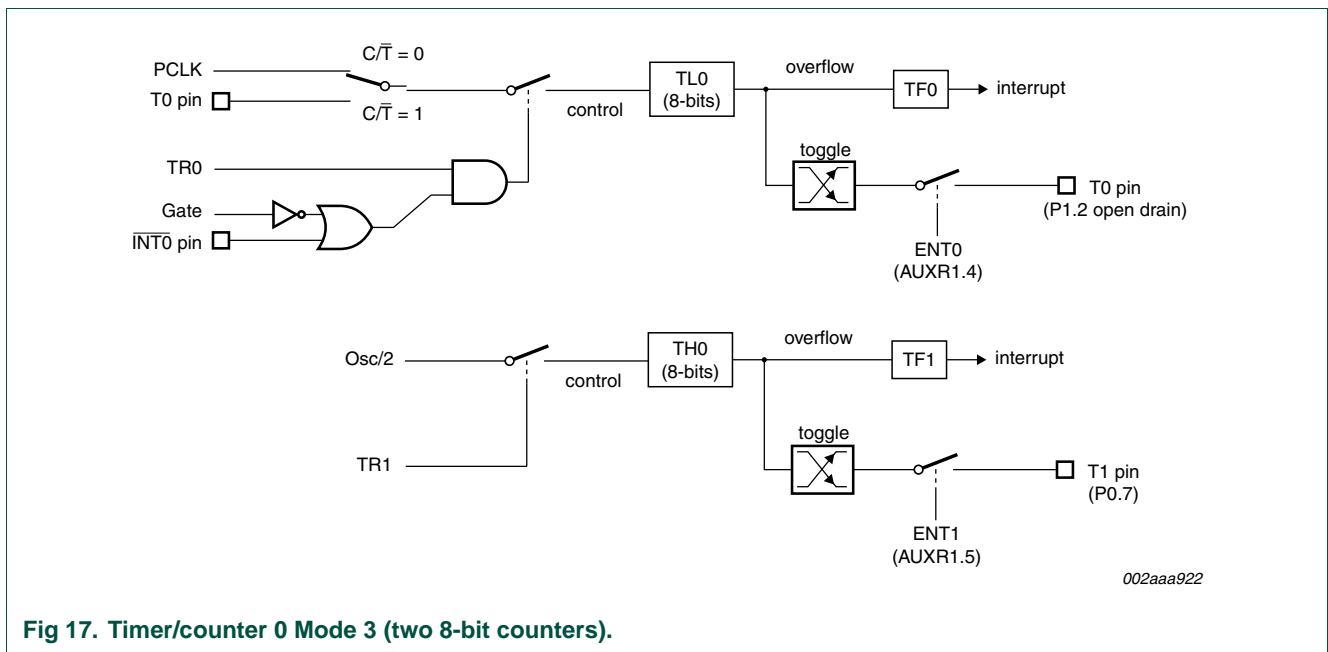 C/T̅ = 0
PCLK
T0 pin
C/T̅ = 1
control
TL0
(8-bits)
overflow
TF0
interrupt
toggle
TR0
Gate
I̅N̅T̅0̅ pin
T0 pin
(P1.2 open drain)
ENT0
(AUXR1.4)
Osc/2
control
TH0
(8-bits)
overflow
TF1
interrupt
toggle
TR1
T1 pin
(P0.7)
ENT1
(AUXR1.5)
002aaa922
Fig 17. Timer/counter 0 Mode 3 (two 8-bit counters).